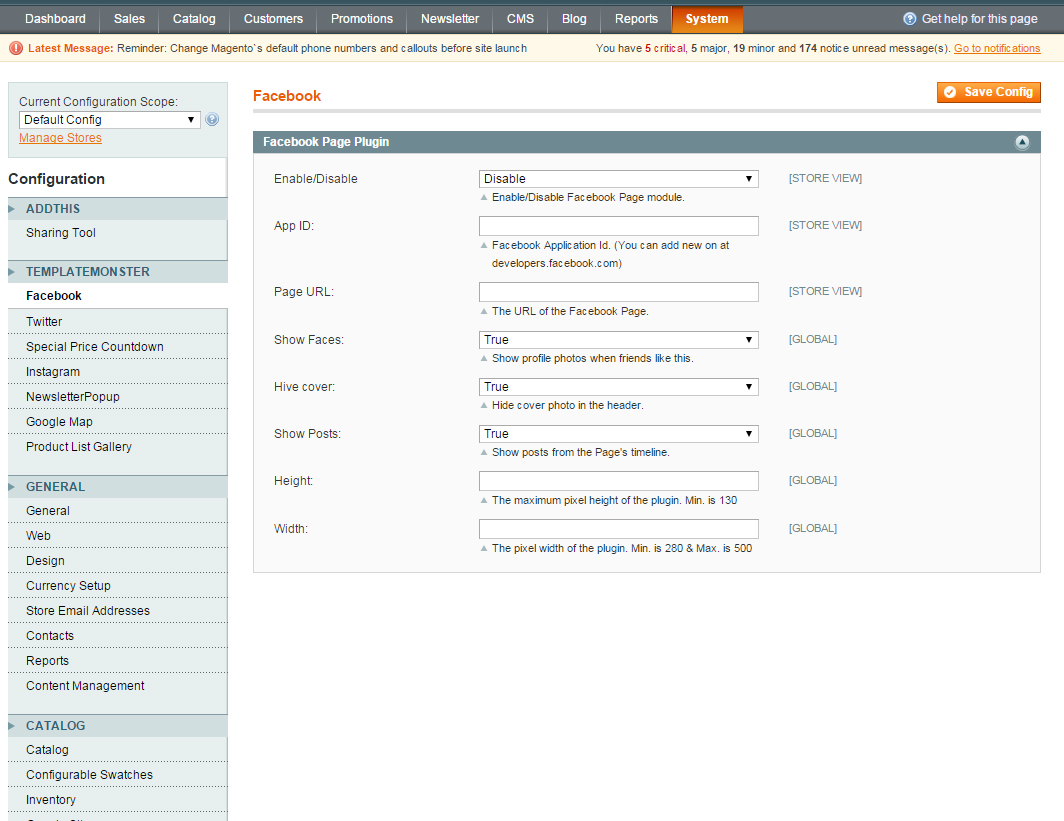 Dashboard Sales Catalog Customers Promotions Newsletter CMS Blog Reports System Get help for this page
Latest Message: Reminder: Change Magento`s default phone numbers and callouts before site launch You have 5 critical, 5 major, 19 minor and 174 notice unread message(s). Go to notifications
Current Configuration Scope:
Default Config
Manage Stores
Configuration
ADDTHIS
Sharing Tool
TEMPLATEMONSTER
Facebook
Twitter
Special Price Countdown
Instagram
NewsletterPopup
Google Map
Product List Gallery
GENERAL
General
Web
Design
Currency Setup
Store Email Addresses
Contacts
Reports
Content Management
CATALOG
Catalog
Configurable Swatches
Inventory
Facebook Save Config
Facebook Page Plugin
Enable/Disable Disable [STORE VIEW]
Enable/Disable Facebook Page module.
App ID: [STORE VIEW]
Facebook Application Id. (You can add new on at
developers.facebook.com)
Page URL: [STORE VIEW]
The URL of the Facebook Page.
Show Faces: True [GLOBAL]
Show profile photos when friends like this.
Hive cover: True [GLOBAL]
Hide cover photo in the header.
Show Posts: True [GLOBAL]
Show posts from the Page's timeline.
Height: [GLOBAL]
The maximum pixel height of the plugin. Min. is 130
Width: [GLOBAL]
The pixel width of the plugin. Min. is 280 & Max. is 500